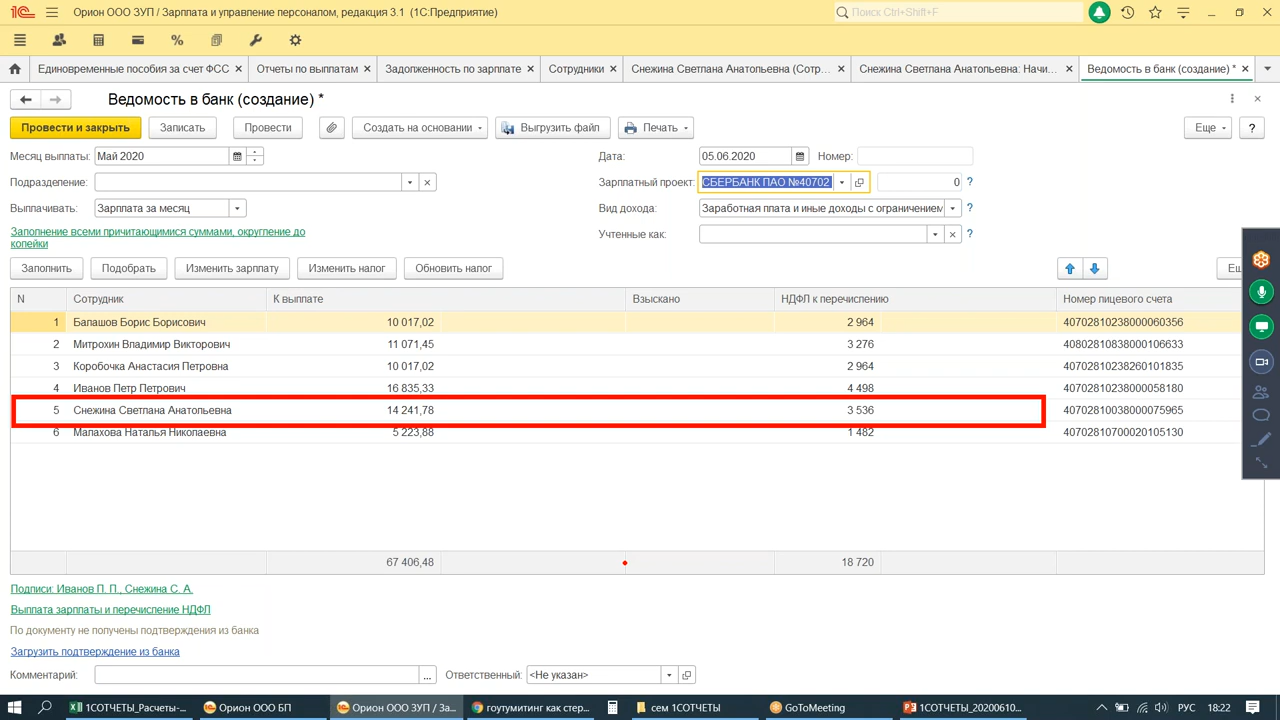 Орион ООО ЗУП / Зарплата и управление персоналом, редакция 3.1 (1С:Предприятие)
Поиск Ctrl+Shift+F
Единовременные пособия за счет ФСС
Отчеты по выплатам
Задолженность по зарплате
Сотрудники
Снежина Светлана Анатольевна (Сотр...
Снежина Светлана Анатольевна: Начи...
Ведомость в банк (создание) *
Ведомость в банк (создание) *
Провести и закрыть
Записать
Провести
Создать на основании
Выгрузить файл
Печать
Еще
?
Месяц выплаты: Май 2020
Дата: 05.06.2020
Номер:
Подразделение:
Зарплатный проект: СБЕРБАНК ПАО №40702
0 ?
Выплачивать: Зарплата за месяц
Вид дохода: Заработная плата и иные доходы с ограничением ?
Заполнение всеми причитающимися суммами, округление до
копейки
Учтенные как: ?
Заполнить
Подобрать
Изменить зарплату
Изменить налог
Обновить налог
Ещ
N Сотрудник К выплате Взыскано НДФЛ к перечислению Номер лицевого счета
1 Балашов Борис Борисович 10 017,02 2 964 40702810238000060356
2 Митрохин Владимир Викторович 11 071,45 3 276 40802810838000106633
3 Коробочка Анастасия Петровна 10 017,02 2 964 40702810238260101835
4 Иванов Петр Петрович 16 835,33 4 498 40702810238000058180
5 Снежина Светлана Анатольевна 14 241,78 3 536 40702810038000075965
6 Малахова Наталья Николаевна 5 223,88 1 482 40702810700020105130
67 406,48 18 720
Подписи: Иванов П. П., Снежина С. А.
Выплата зарплаты и перечисление НДФЛ
По документу не получены подтверждения из банка
Загрузить подтверждение из банка
Комментарий: ...
Ответственный: <Не указан>
1СОТЧЕТЫ_Расчеты-...
Орион ООО БП
Орион ООО ЗУП / За...
гоутумитинг как стер...
сем 1СОТЧЕТЫ
GoToMeeting
1СОТЧЕТЫ_20200610...
РУС
18:22